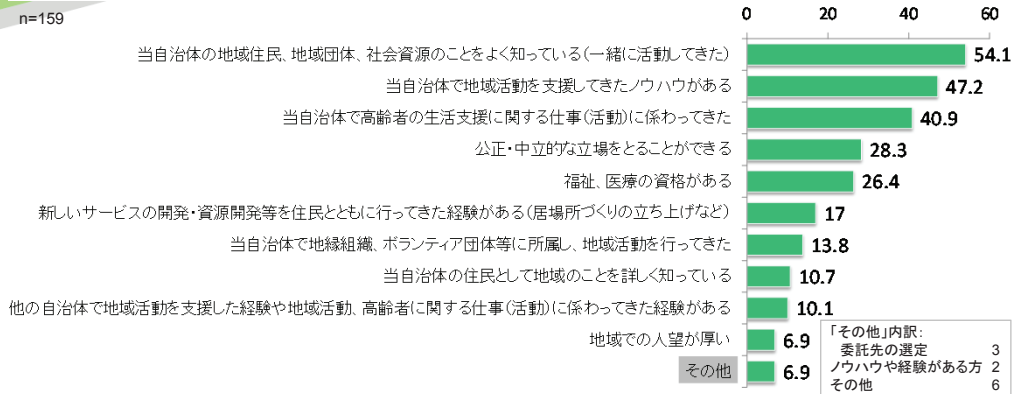 n=159
0 20 40 60
当自治体の地域住民、地域団体、社会資源のことをよく知っている(一緒に活動してきた) 54.1
当自治体で地域活動を支援してきたノウハウがある 47.2
当自治体で高齢者の生活支援に関する仕事(活動)に係わってきた 40.9
公正・中立的な立場をとることができる 28.3
福祉、医療の資格がある 26.4
新しいサービスの開発・資源開発等を住民とともに行ってきた経験がある(居場所づくりの立ち上げなど) 17
当自治体で地縁組織、ボランティア団体等に所属し、地域活動を行ってきた 13.8
当自治体の住民として地域のことを詳しく知っている 10.7
他の自治体で地域活動を支援した経験や地域活動、高齢者に関する仕事(活動)に係わってきた経験がある 10.1
地域での人望が厚い 6.9
その他 6.9
「その他」内訳:
委託先の選定 3
ノウハウや経験がある方 2
その他 6